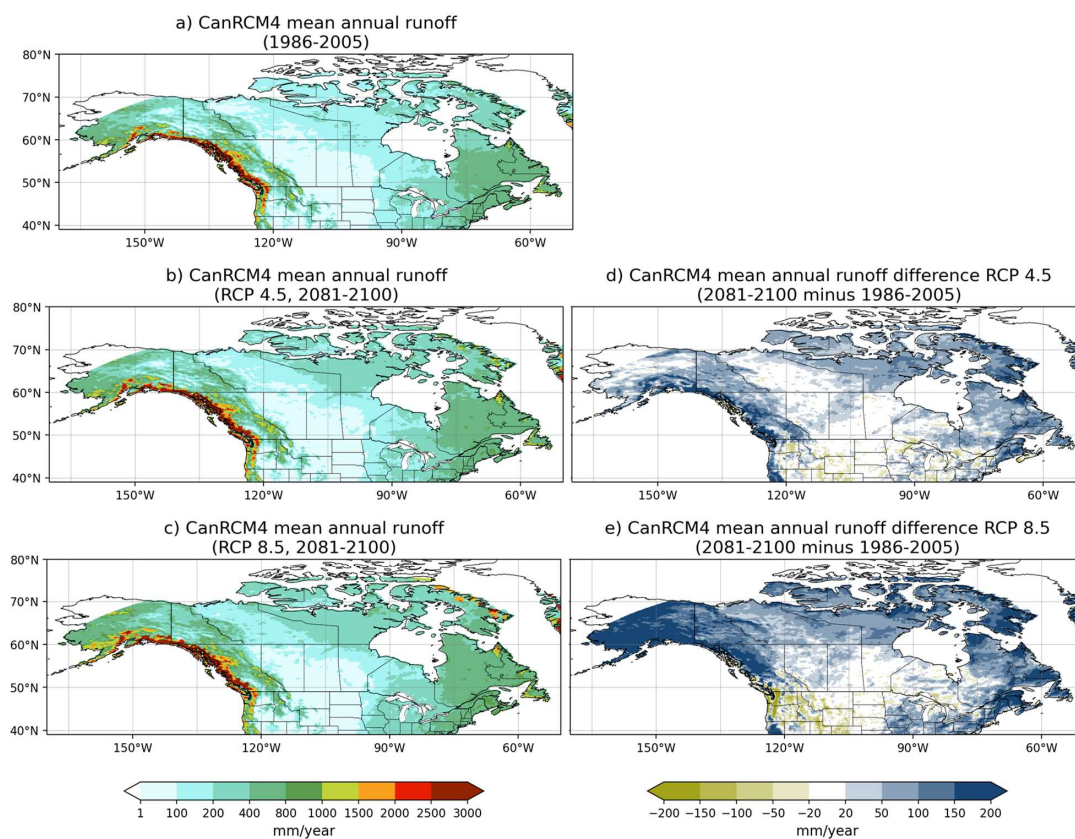 a) CanRCM4 mean annual runoff
(1986-2005)
80°N
70°N
60°N
50°N
40°N
150°W 120°W 90°W 60°W
b) CanRCM4 mean annual runoff
(RCP 4.5, 2081-2100)
80°N
70°N
60°N
50°N
40°N
150°W 120°W 90°W 60°W
d) CanRCM4 mean annual runoff difference RCP 4.5
(2081-2100 minus 1986-2005)
150°W 120°W 90°W 60°W
c) CanRCM4 mean annual runoff
(RCP 8.5, 2081-2100)
80°N
70°N
60°N
50°N
40°N
150°W 120°W 90°W 60°W
e) CanRCM4 mean annual runoff difference RCP 8.5
(2081-2100 minus 1986-2005)
150°W 120°W 90°W 60°W
1 100 200 400 800 1000 1500 2000 2500 3000
mm/year
−200 −150 −100 −50 −20 20 50 100 150 200
mm/year